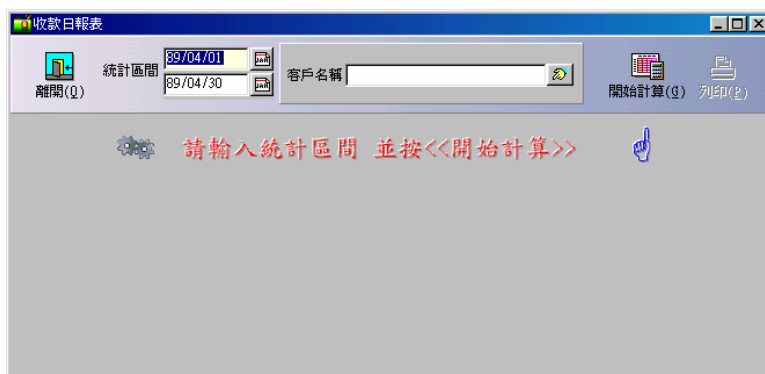 收款日報表
統計區間 89/04/01
89/04/30
客戶名稱
離開(Q)
開始計算(G)
列印(P)
請輸入統計區間 並按<<開始計算>>